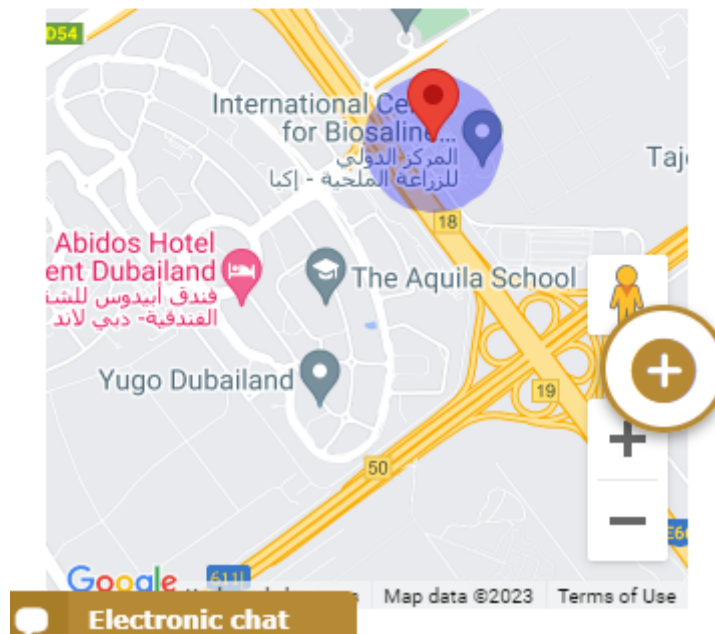 D54
International Ce
for Biosaline...
المركز الدولي
للزراعة الملحية - إكبا
Taj
18
Abidos Hotel
ent Dubailand
فندق أبيدوس للش
الفندقية- دبي لاند
The Aquila School
Yugo Dubailand
19
50
E6
611
Google
Map data ©2023
Terms of Use
Electronic chat